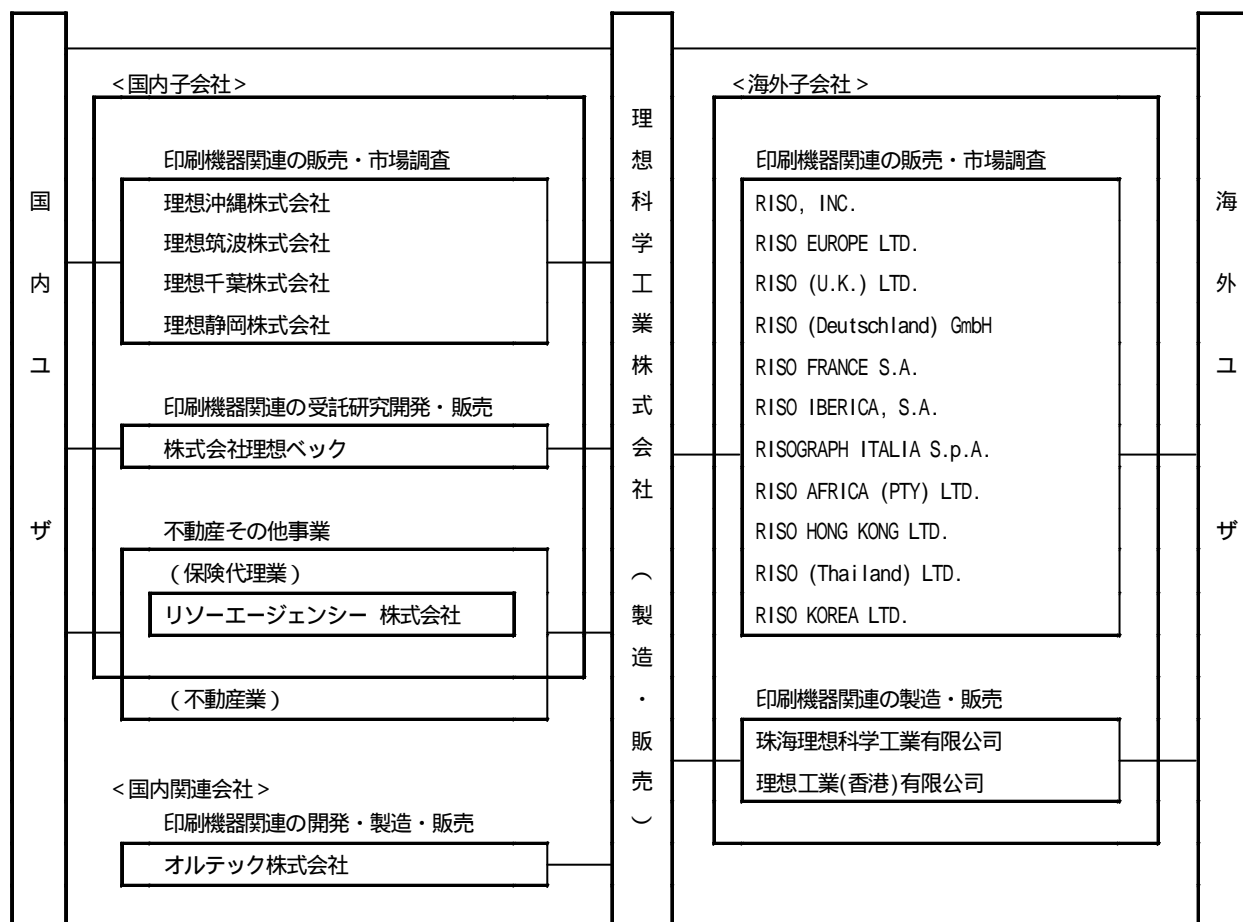 国内ユーザ
<国内子会社>
印刷機器関連の販売・市場調査
理想沖縄株式会社
理想筑波株式会社
理想千葉株式会社
理想静岡株式会社
印刷機器関連の受託研究開発・販売
株式会社理想ベック
不動産その他事業
(保険代理業)
リソーエージェンシー 株式会社
(不動産業)
<国内関連会社>
印刷機器関連の開発・製造・販売
オルテック株式会社
理想科学工業株式会社 (製造・販売)
<海外子会社>
印刷機器関連の販売・市場調査
RISO, INC.
RISO EUROPE LTD.
RISO (U.K.) LTD.
RISO (Deutschland) GmbH
RISO FRANCE S.A.
RISO IBERICA, S.A.
RISOGRAPH ITALIA S.p.A.
RISO AFRICA (PTY) LTD.
RISO HONG KONG LTD.
RISO (Thailand) LTD.
RISO KOREA LTD.
印刷機器関連の製造・販売
珠海理想科学工業有限公司
理想工業(香港)有限公司
海外ユザ